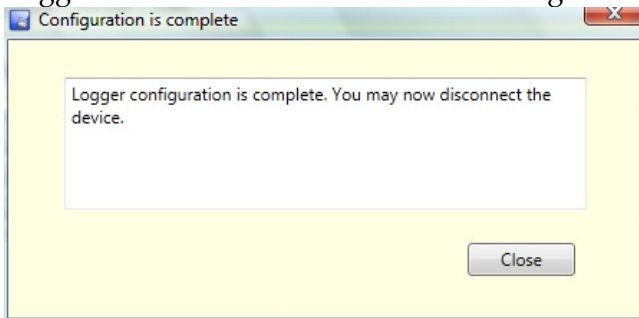 Configuration is complete
Logger configuration is complete. You may now disconnect the
device.
Close